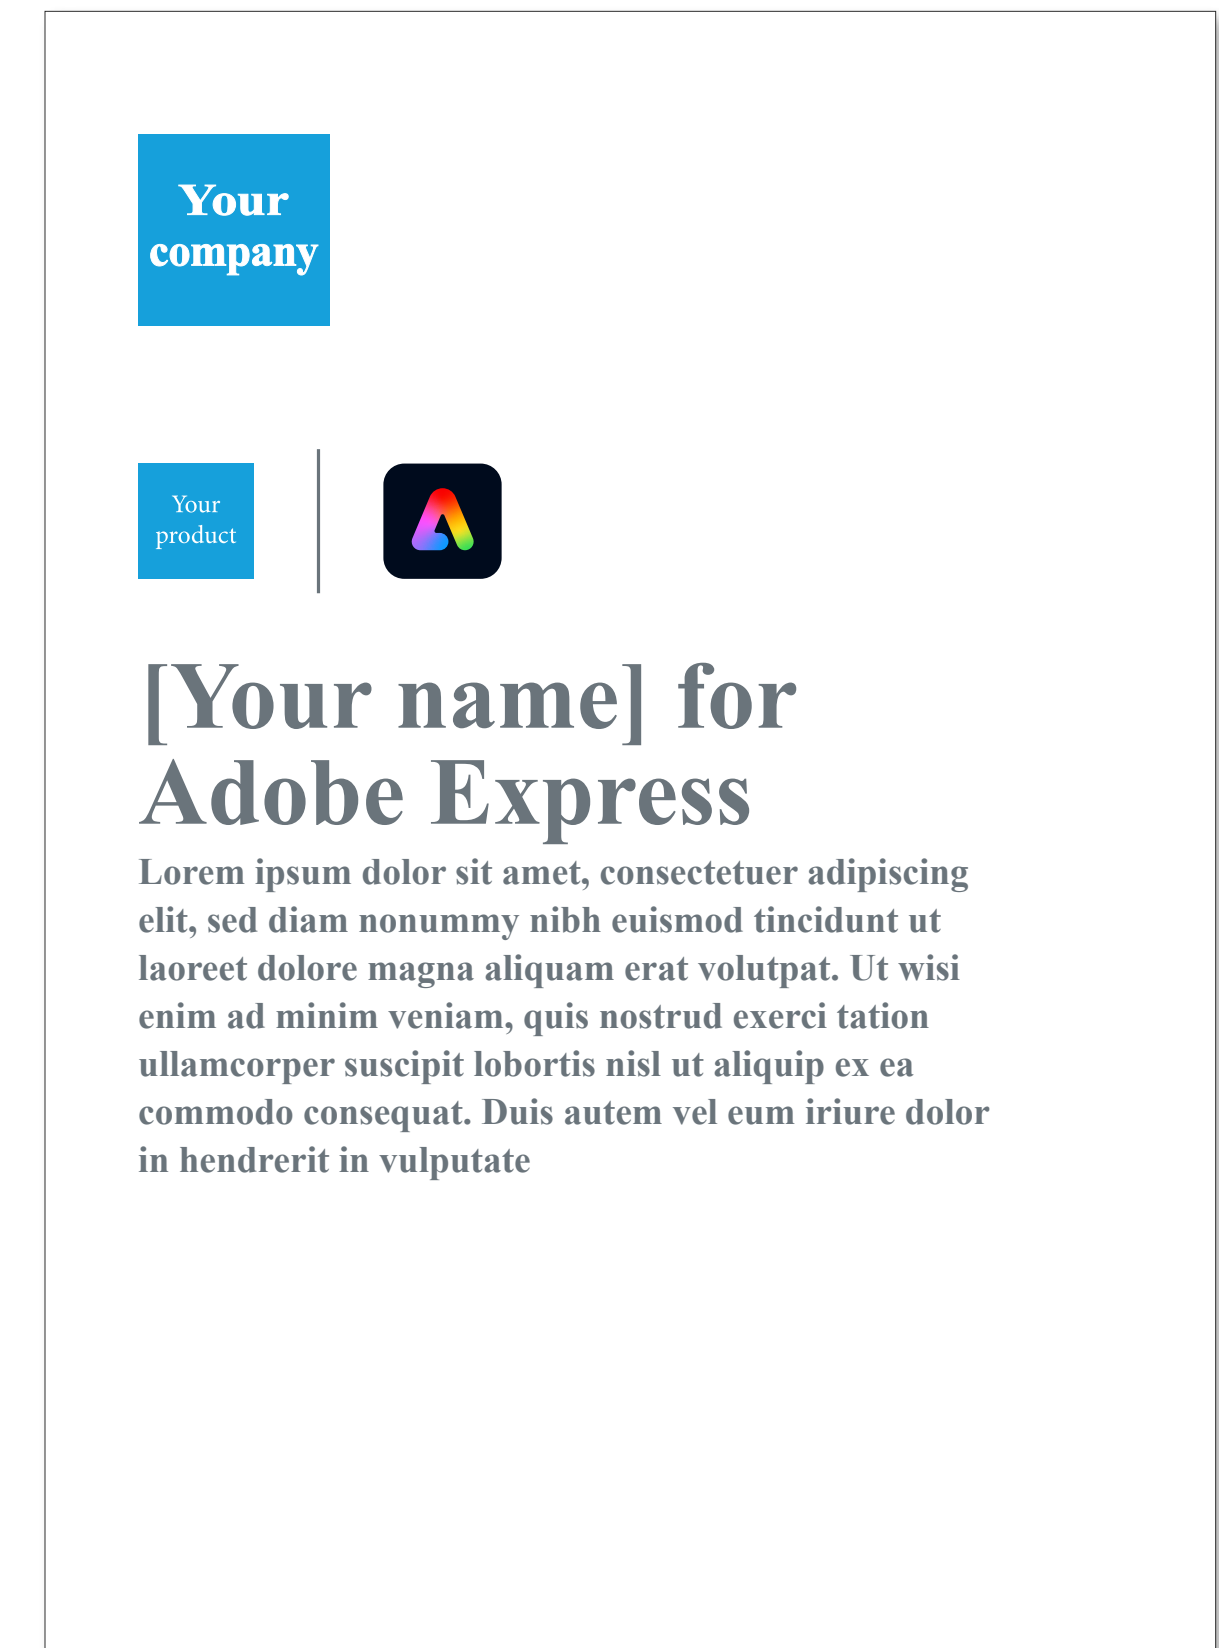 Your
company
Your
product
[Your name] for
Adobe Express
Lorem ipsum dolor sit amet, consectetuer adipiscing
elit, sed diam nonummy nibh euismod tincidunt ut
laoreet dolore magna aliquam erat volutpat. Ut wisi
enim ad minim veniam, quis nostrud exerci tation
ullamcorper suscipit lobortis nisl ut aliquip ex ea
commodo consequat. Duis autem vel eum iriure dolor
in hendrerit in vulputate